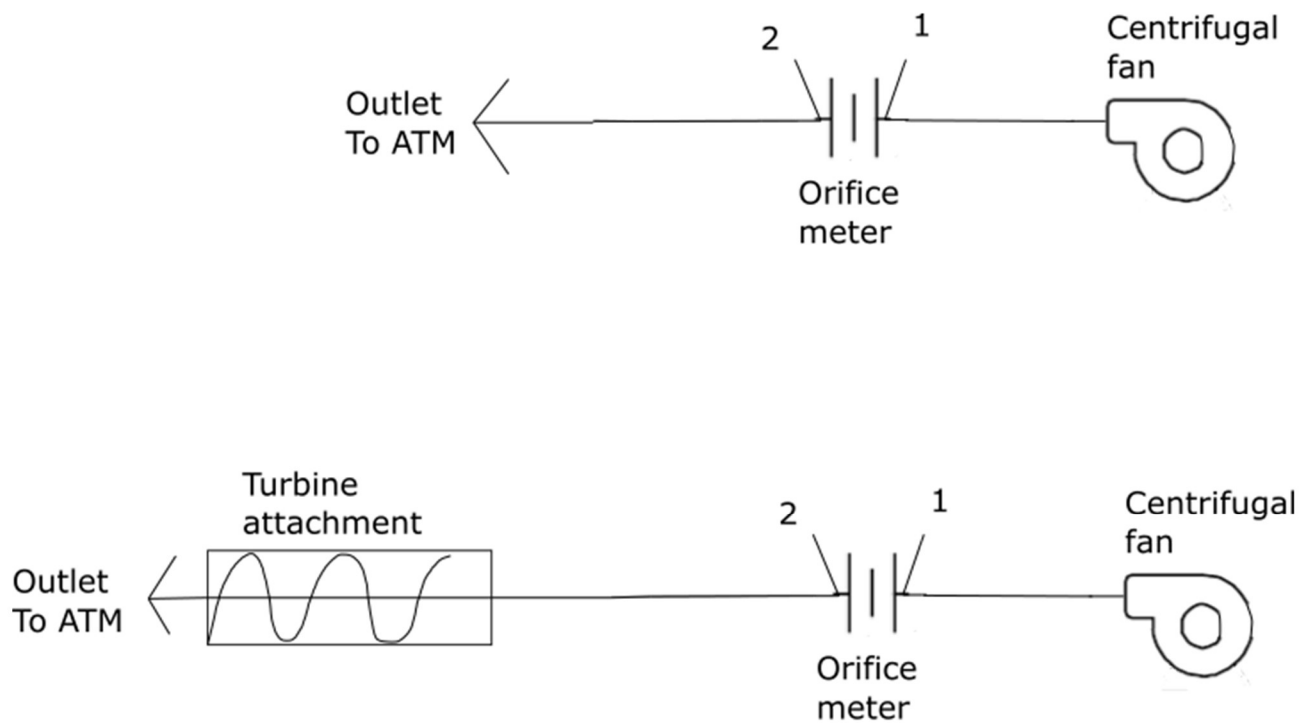 Centrifugal
fan
1
2
Outlet
To ATM
Orifice
meter
Turbine
attachment
Centrifugal
fan
1
2
Outlet
To ATM
Orifice
meter